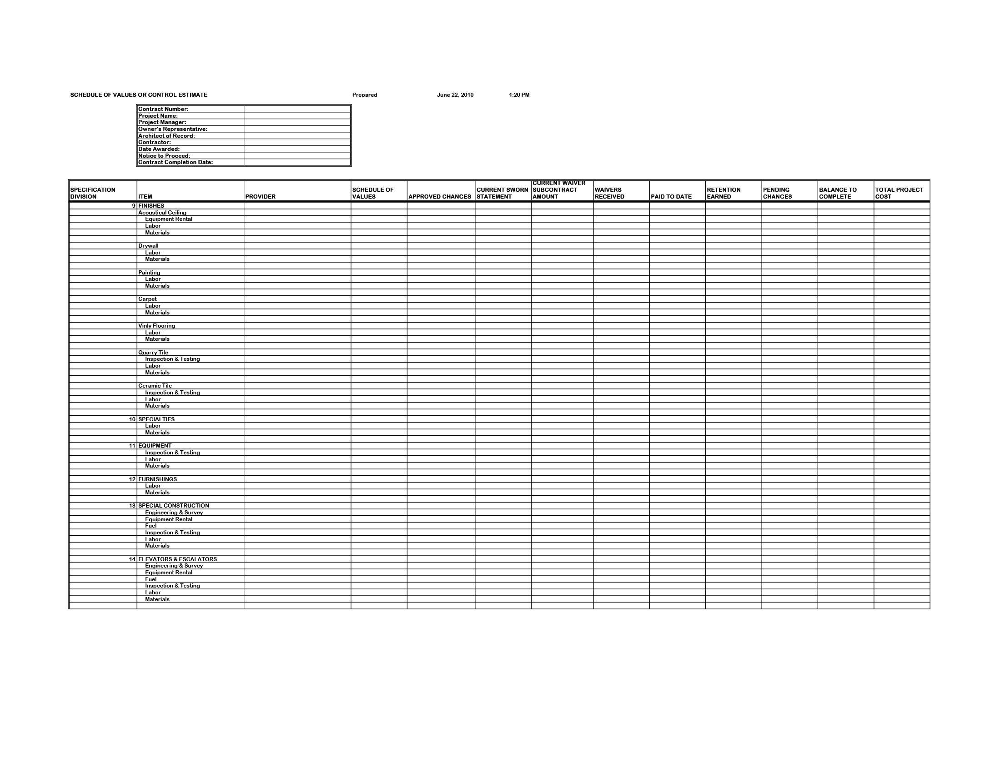 SCHEDULE OF VALUES OR CONTROL ESTIMATE Prepared June 22, 2010 1:20 PM
Contract Number:
Project Name:
Project Manager:
Owner's Representative:
Architect of Record:
Contractor:
Date Awarded:
Notice to Proceed:
Contract Completion Date:
SPECIFICATION DIVISION ITEM PROVIDER SCHEDULE OF VALUES APPROVED CHANGES CURRENT SWORN STATEMENT CURRENT WAIVER SUBCONTRACT AMOUNT WAIVERS RECEIVED PAID TO DATE RETENTION EARNED PENDING CHANGES BALANCE TO COMPLETE TOTAL PROJECT COST
9 FINISHES
Acoustical Ceiling
Equipment Rental
Labor
Materials
Drywall
Labor
Materials
Painting
Labor
Materials
Carpet
Labor
Materials
Vinly Flooring
Labor
Materials
Quarry Tile
Inspection & Testing
Labor
Materials
Ceramic Tile
Inspection & Testing
Labor
Materials
10 SPECIALTIES
Labor
Materials
11 EQUIPMENT
Inspection & Testing
Labor
Materials
12 FURNISHINGS
Labor
Materials
13 SPECIAL CONSTRUCTION
Engineering & Survey
Equipment Rental
Fuel
Inspection & Testing
Labor
Materials
14 ELEVATORS & ESCALATORS
Engineering & Survey
Equipment Rental
Fuel
Inspection & Testing
Labor
Materials